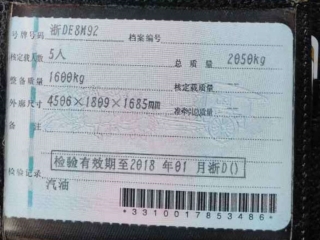 号牌号码 浙DE8M92 档案编号
核定载人数 5人 总质量 2050kg
整备质量 1600kg 核定载质量
外廓尺寸 4506×1809×1685mm 准牵引总质量
备注
检验有效期至2018年01月浙D()
检验记录
汽油
*3310017853486*